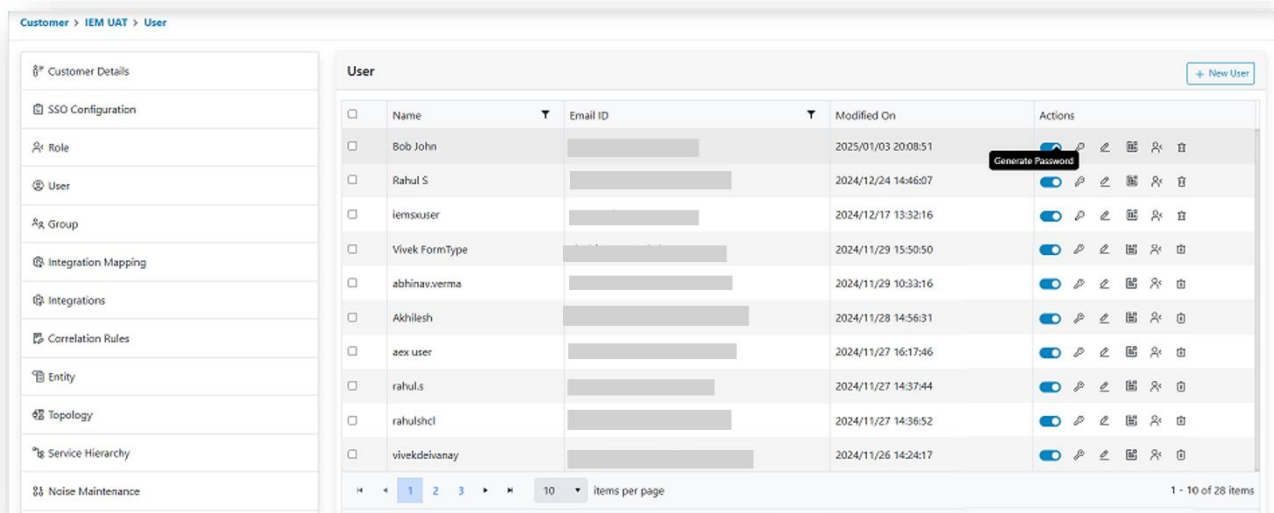 Customer > IEM UAT > User
Customer Details
SSO Configuration
Role
User
Group
Integration Mapping
Integrations
Correlation Rules
Entity
Topology
Service Hierarchy
Noise Maintenance
User
+ New User
Name Email ID Modified On Actions
Bob John 2025/01/03 20:08:51
Generate Password
Rahul S 2024/12/24 14:46:07
iemsxuser 2024/12/17 13:32:16
Vivek FormType 2024/11/29 15:50:50
abhinav.verma 2024/11/29 10:33:16
Akhilesh 2024/11/28 14:56:31
aex user 2024/11/27 16:17:46
rahul.s 2024/11/27 14:37:44
rahulshcl 2024/11/27 14:36:52
vivekdeivanay 2024/11/26 14:24:17
1 2 3 10 items per page 1 - 10 of 28 items